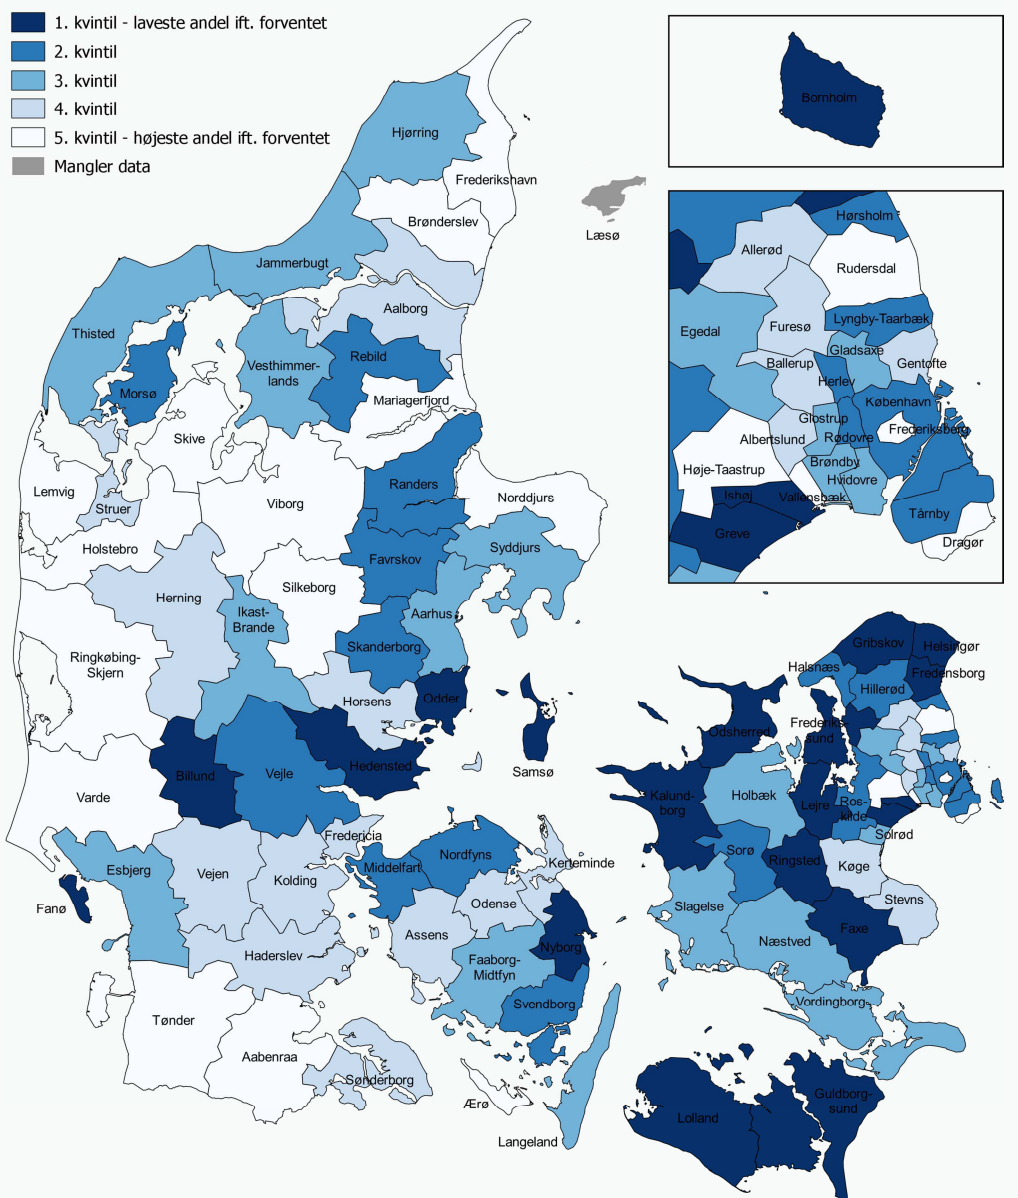 1. kvintil - laveste andel ift. forventet
2. kvintil
3. kvintil
4. kvintil
5. kvintil - højeste andel ift. forventet
Mangler data
Bornholm
Hjørring
Frederikshavn
Brønderslev
Læsø
Jammerbugt
Aalborg
Thisted
Vesthimmer-
lands
Rebild
Morsø
Mariagerfjord
Skive
Lemvig
Struer
Viborg
Randers
Norddjurs
Holstebro
Favrskov
Syddjurs
Herning
Silkeborg
Ikast-
Brande
Aarhus
Skanderborg
Ringkøbing-
Skjern
Horsens
Odder
Samsø
Billund
Vejle
Hedensted
Varde
Fredericia
Esbjerg
Vejen
Kolding
Middelfart
Nordfyns
Kerteminde
Fanø
Odense
Assens
Nyborg
Haderslev
Faaborg-
Midtfyn
Svendborg
Tønder
Aabenraa
Sønderborg
Ærø
Langeland
Hørsholm
Allerød
Rudersdal
Egedal
Furesø
Lyngby-Taarbæk
Gladsaxe
Ballerup
Gentofte
Herlev
København
Glostrup
Frederiksberg
Albertslund
Rødovre
Høje-Taastrup
Brøndby
Hvidovre
Ishøj
Vallensbæk
Greve
Tårnby
Dragør
Gribskov
Helsingør
Halsnæs
Fredensborg
Hillerød
Odsherred
Frederiks-
sund
Kalund-
borg
Holbæk
Lejre
Ros-
kilde
Solrød
Sorø
Ringsted
Køge
Slagelse
Stevns
Faxe
Næstved
Vordingborg
Guldborg-
sund
Lolland